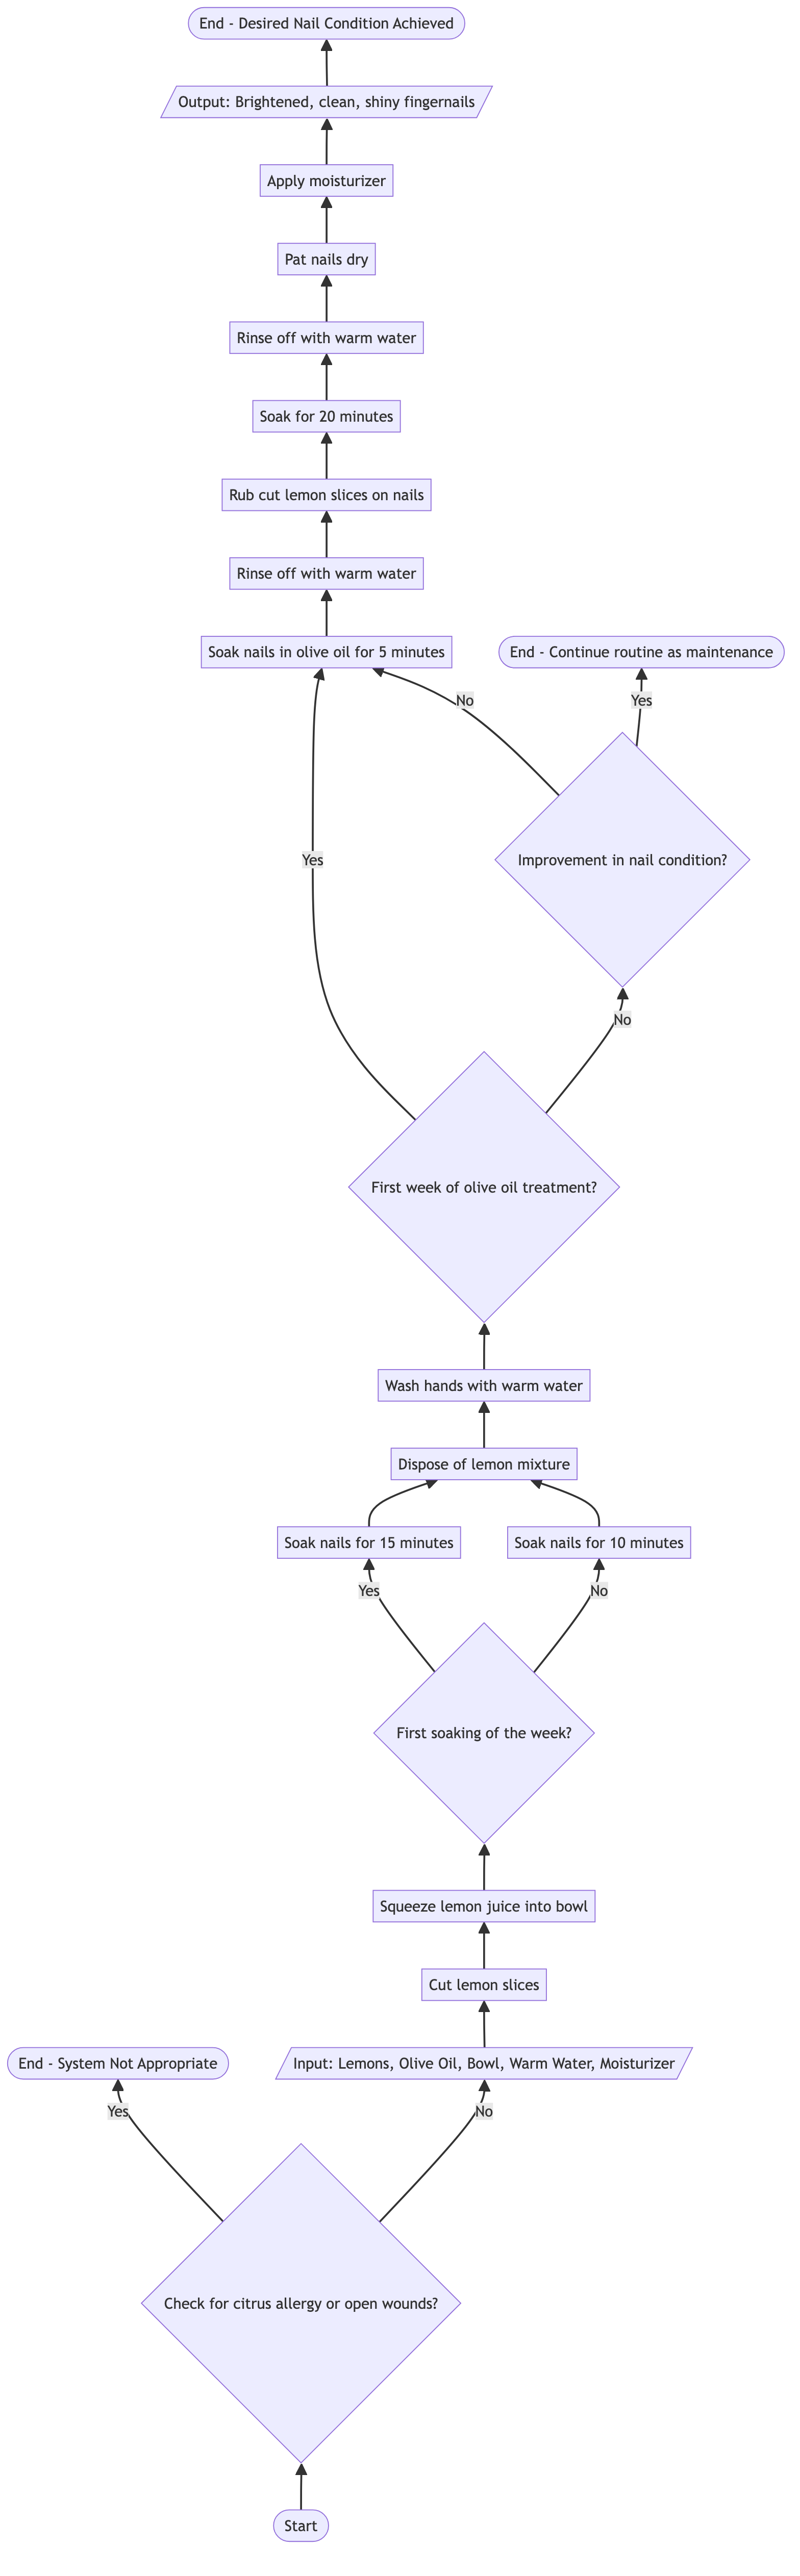 End - Desired Nail Condition Achieved
Output: Brightened, clean, shiny fingernails
Apply moisturizer
Pat nails dry
Rinse off with warm water
Soak for 20 minutes
Rub cut lemon slices on nails
Rinse off with warm water
Soak nails in olive oil for 5 minutes
End - Continue routine as maintenance
No
Yes
Yes
Improvement in nail condition?
No
First week of olive oil treatment?
Wash hands with warm water
Dispose of lemon mixture
Soak nails for 15 minutes
Soak nails for 10 minutes
Yes
No
First soaking of the week?
Squeeze lemon juice into bowl
Cut lemon slices
End - System Not Appropriate
Input: Lemons, Olive Oil, Bowl, Warm Water, Moisturizer
Yes
No
Check for citrus allergy or open wounds?
Start